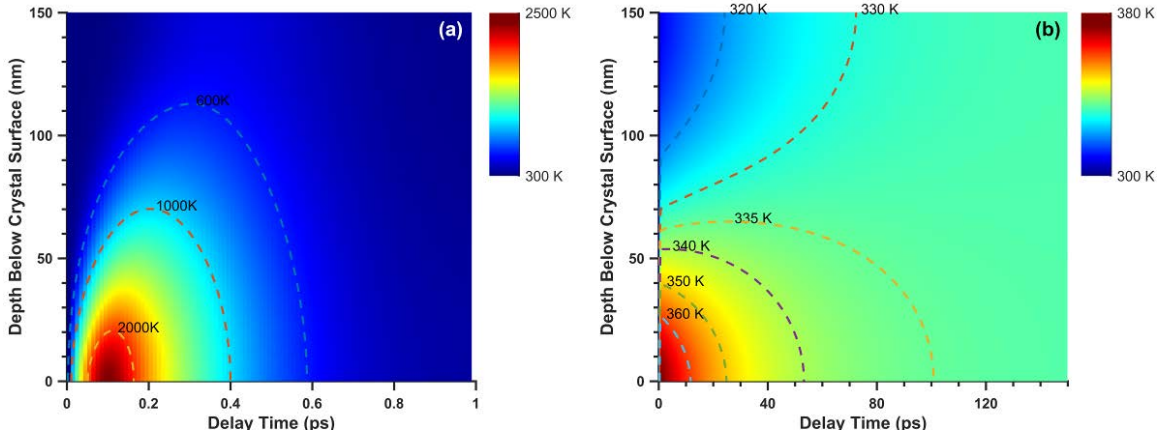 (a)
2500 K
300 K
600K
1000K
2000K
150
100
50
0
Depth Below Crystal Surface (nm)
0
0.2
0.4
0.6
0.8
1
Delay Time (ps)
(b)
380 K
300 K
320 K
330 K
335 K
340 K
350 K
360 K
150
100
50
0
Depth Below Crystal Surface (nm)
0
40
80
120
Delay Time (ps)